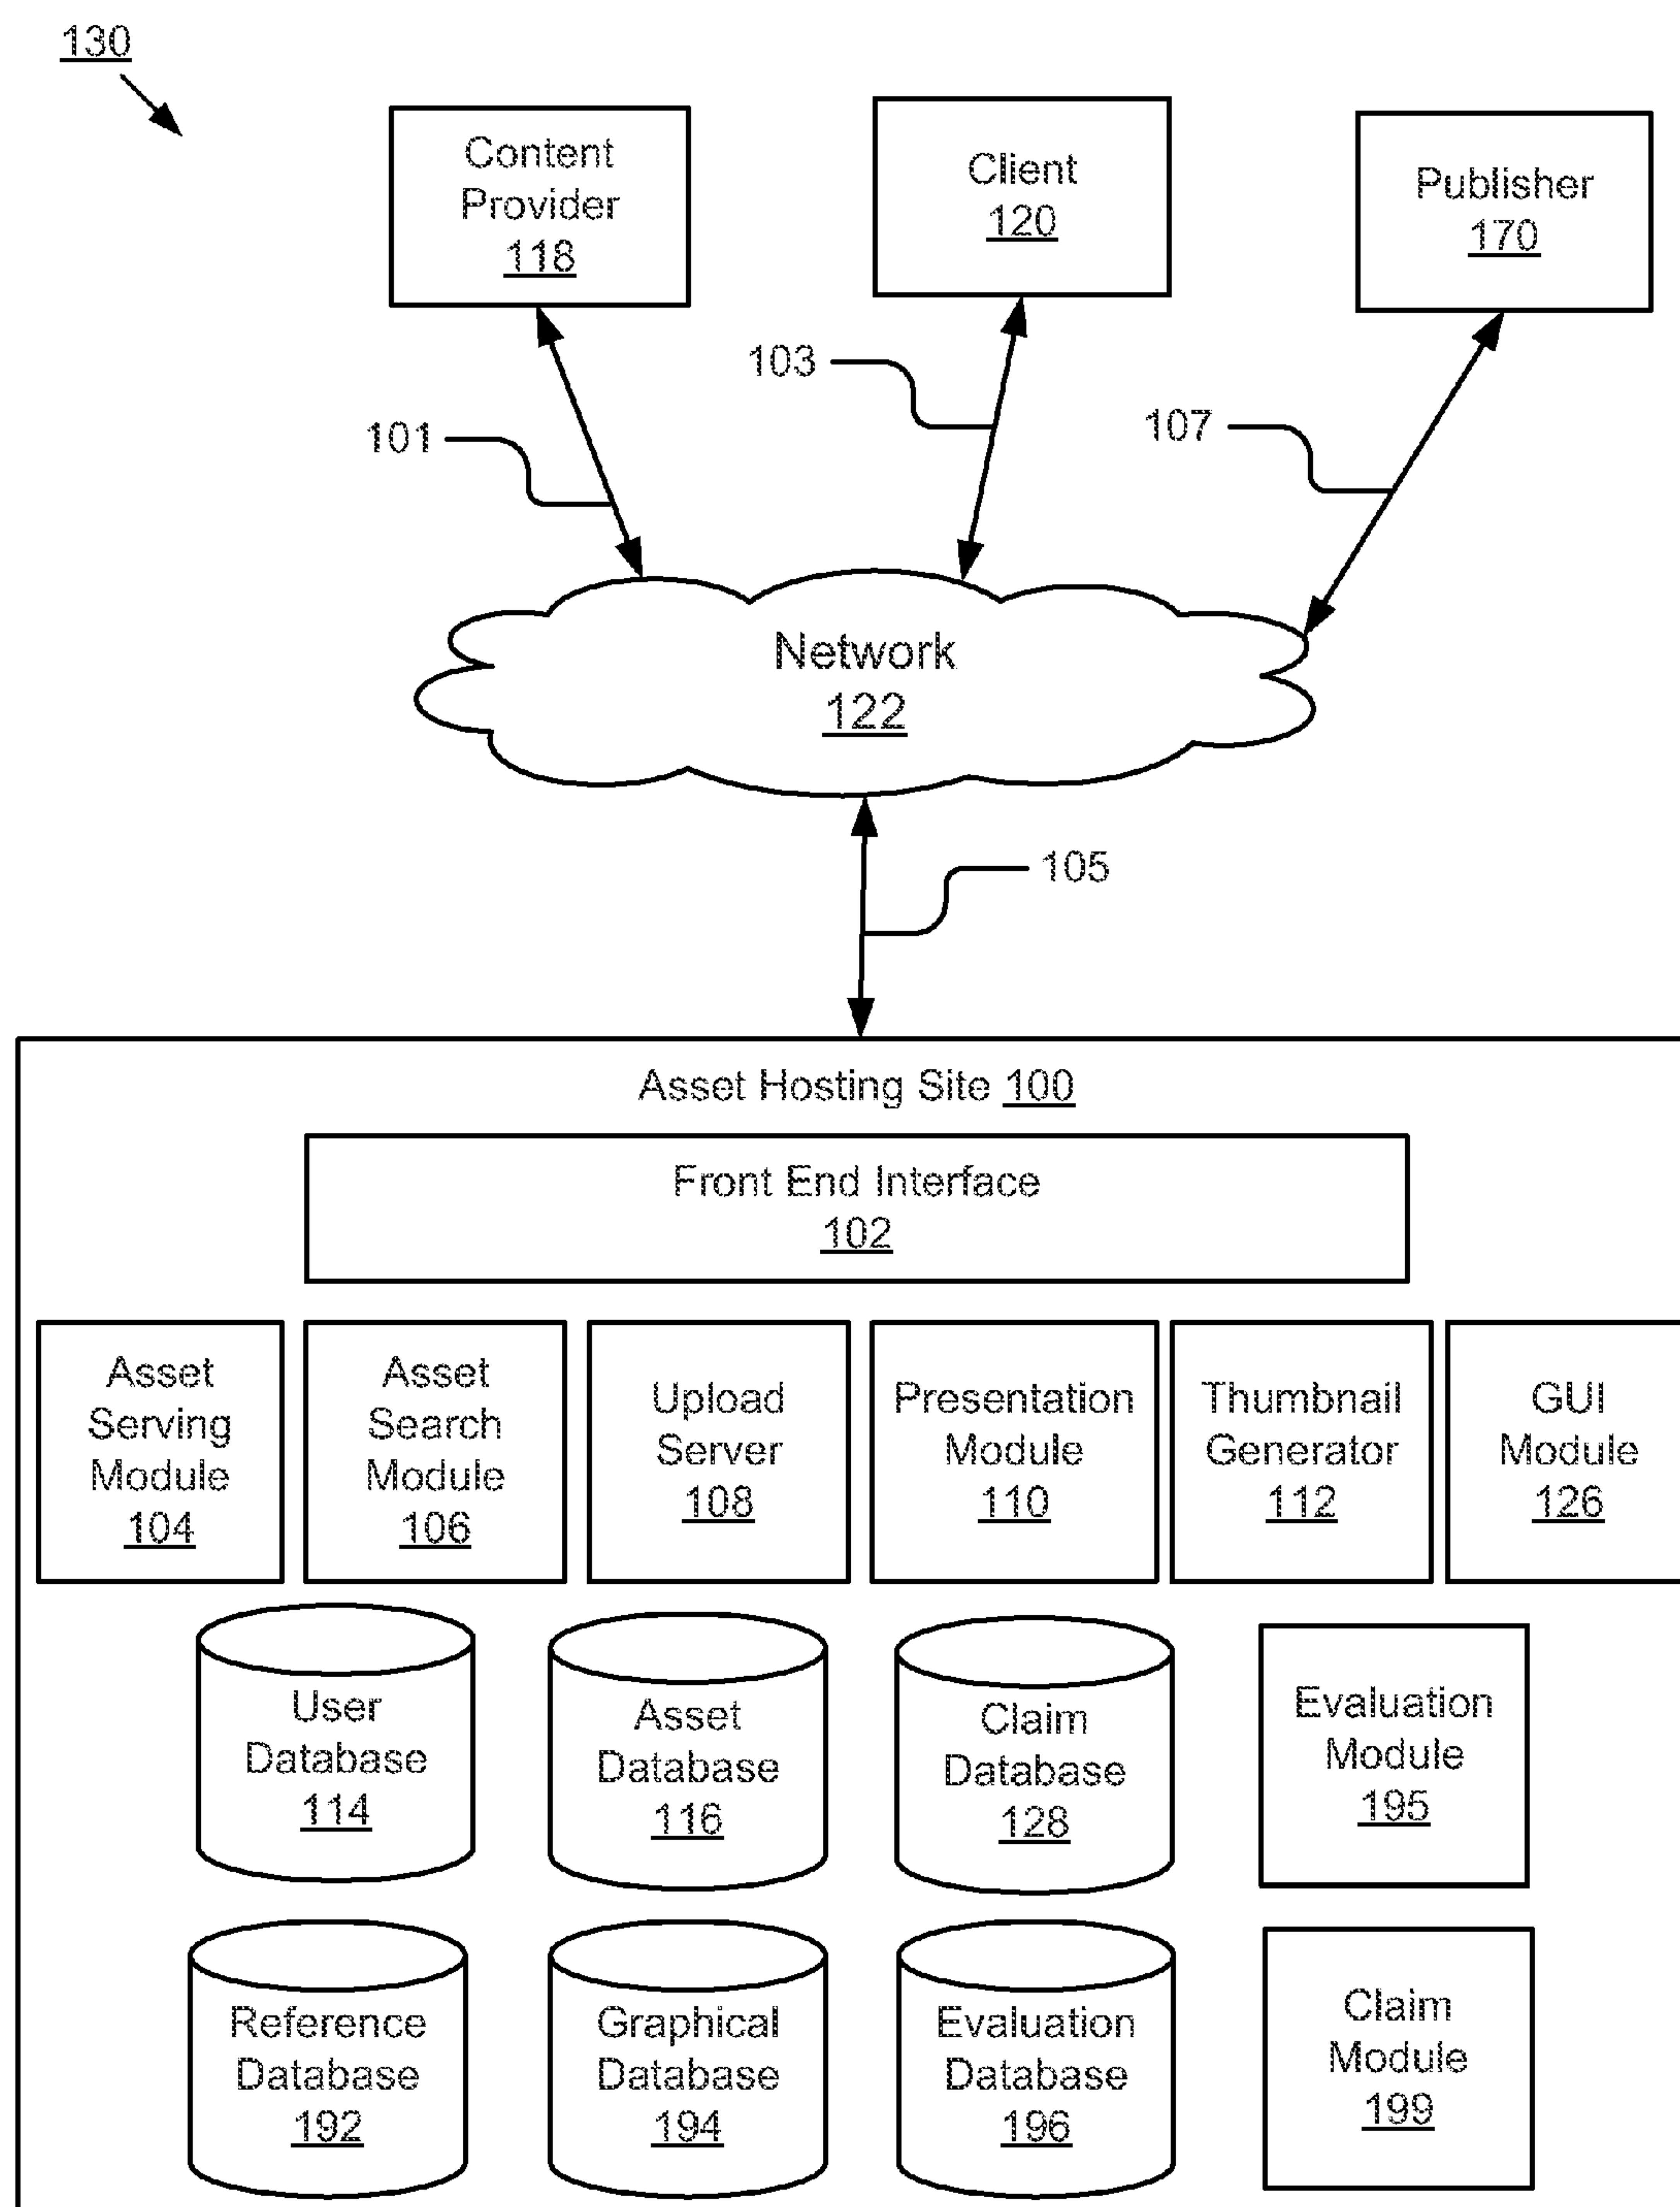 130
Content
Provider
118
Client
120
Publisher
170
103
101
107
Network
122
105
Asset Hosting Site 100
Front End Interface
102
Asset
Serving
Module
104
Asset
Search
Module
106
Upload
Server
108
Presentation
Module
110
Thumbnail
Generator
112
GUI
Module
126
User
Database
114
Asset
Database
116
Claim
Database
128
Evaluation
Module
195
Reference
Database
192
Graphical
Database
194
Evaluation
Database
196
Claim
Module
199